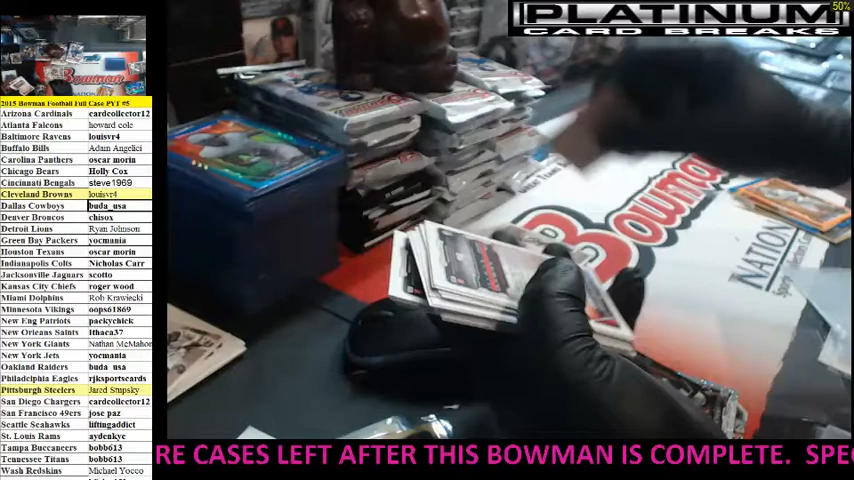 PLATINUM
CARD BREAKS
50%
2015 Bowman Football Full Case PYT #5
Arizona Cardinals cardcollector12
Atlanta Falcons howard cole
Baltimore Ravens louisvr4
Buffalo Bills Adam Angelici
Carolina Panthers oscar morin
Chicago Bears Holly Cox
Cincinnati Bengals steve1969
Cleveland Browns louisvr4
Dallas Cowboys buda_usa
Denver Broncos chisox
Detroit Lions Ryan Johnson
Green Bay Packers yocmania
Houston Texans oscar morin
Indianapolis Colts Nicholas Carr
Jacksonville Jaguars scotto
Kansas City Chiefs roger wood
Miami Dolphins Rob Krawiecki
Minnesota Vikings oops61869
New Eng Patriots packychick
New Orleans Saints Ithaca37
New York Giants Nathan McMahon
New York Jets yocmania
Oakland Raiders buda_usa
Philadelphia Eagles rjksportscards
Pittsburgh Steelers Jared Stupsky
San Diego Chargers cardcollector12
San Francisco 49ers jose paz
Seattle Seahawks liftingaddict
St. Louis Rams aydenkyc
Tampa Buccaneers bobb613
Tennessee Titans bobb613
Wash Redskins Michael Yocco
Bowman
Bowma
NATION
RE CASES LEFT AFTER THIS BOWMAN IS COMPLETE. SPE